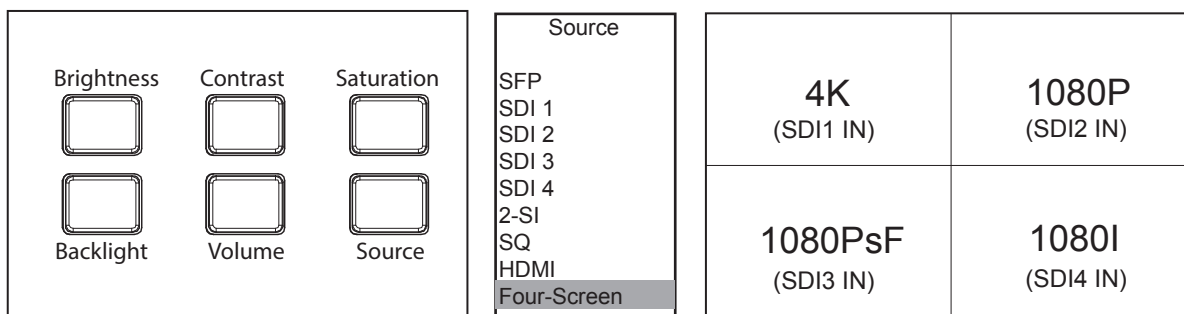 Brightness Contrast Saturation
Backlight Volume Source
Source
SFP
SDI 1
SDI 2
SDI 3
SDI 4
2-SI
SQ
HDMI
Four-Screen
4K
(SDI1 IN)
1080P
(SDI2 IN)
1080PsF
(SDI3 IN)
1080I
(SDI4 IN)